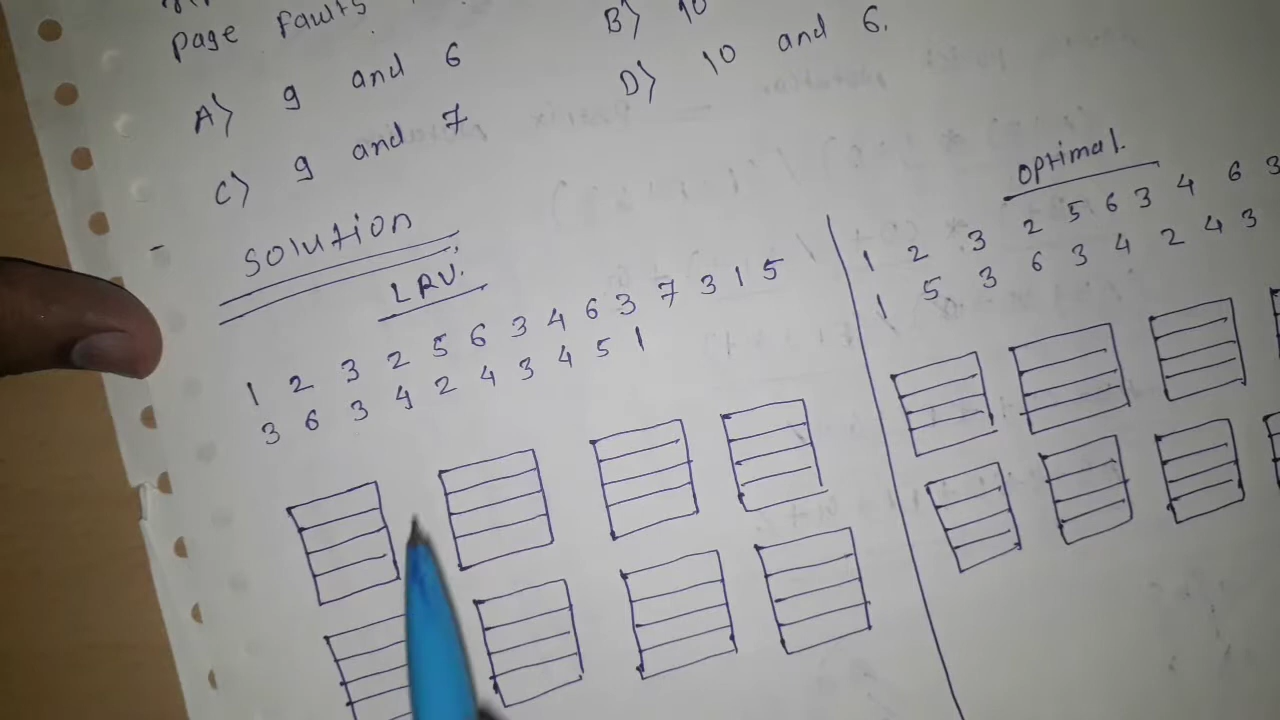 page faults
A) 9 and 6
B) 10
C) 9 and 7
D) 10 and 6.
Solution
LRU.
1 2 3 2 5 6 3 4 6 3 7 3 1 5
3 6 3 4 2 4 3 4 5 1
Optimal.
1 2 3 2 5 6 3 4 6 3
1 5 3 6 3 4 2 4 3